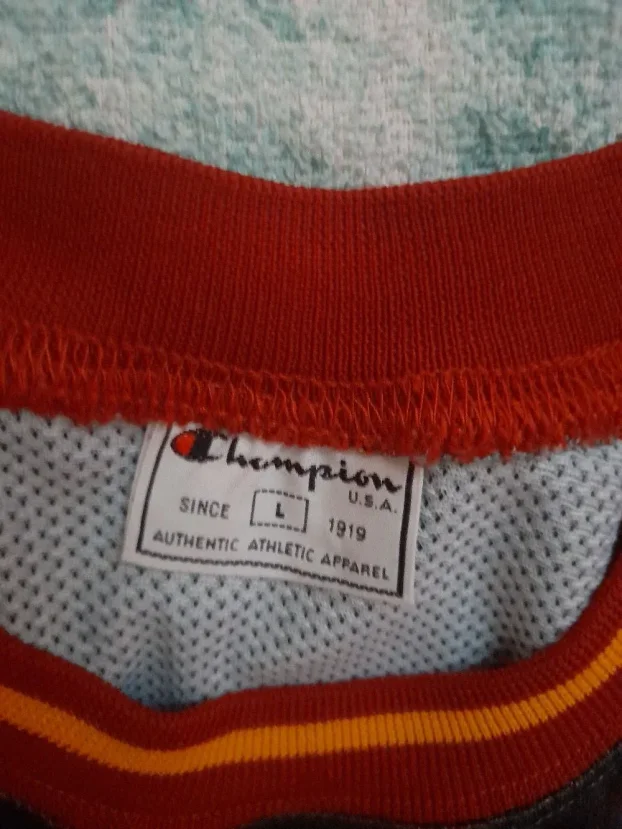 Champion
U.S.A.
SINCE L 1919
AUTHENTIC ATHLETIC APPAREL